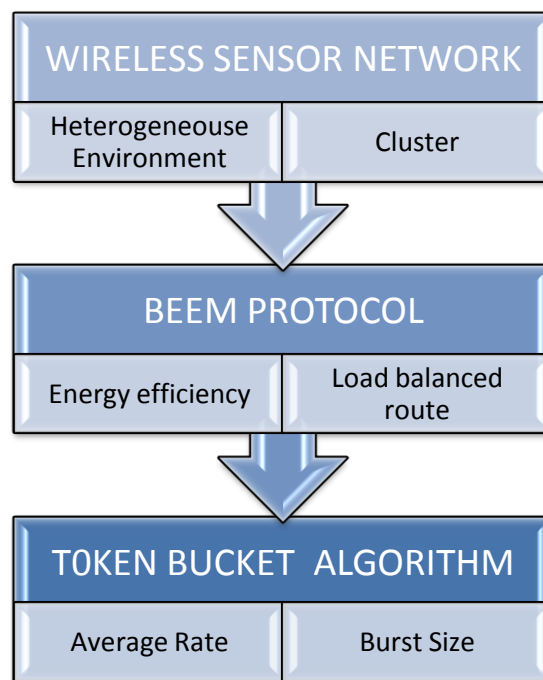 WIRELESS SENSOR NETWORK
Heterogeneouse
Environment
Cluster
BEEM PROTOCOL
Energy efficiency
Load balanced
route
T0KEN BUCKET  ALGORITHM
Average Rate
Burst Size